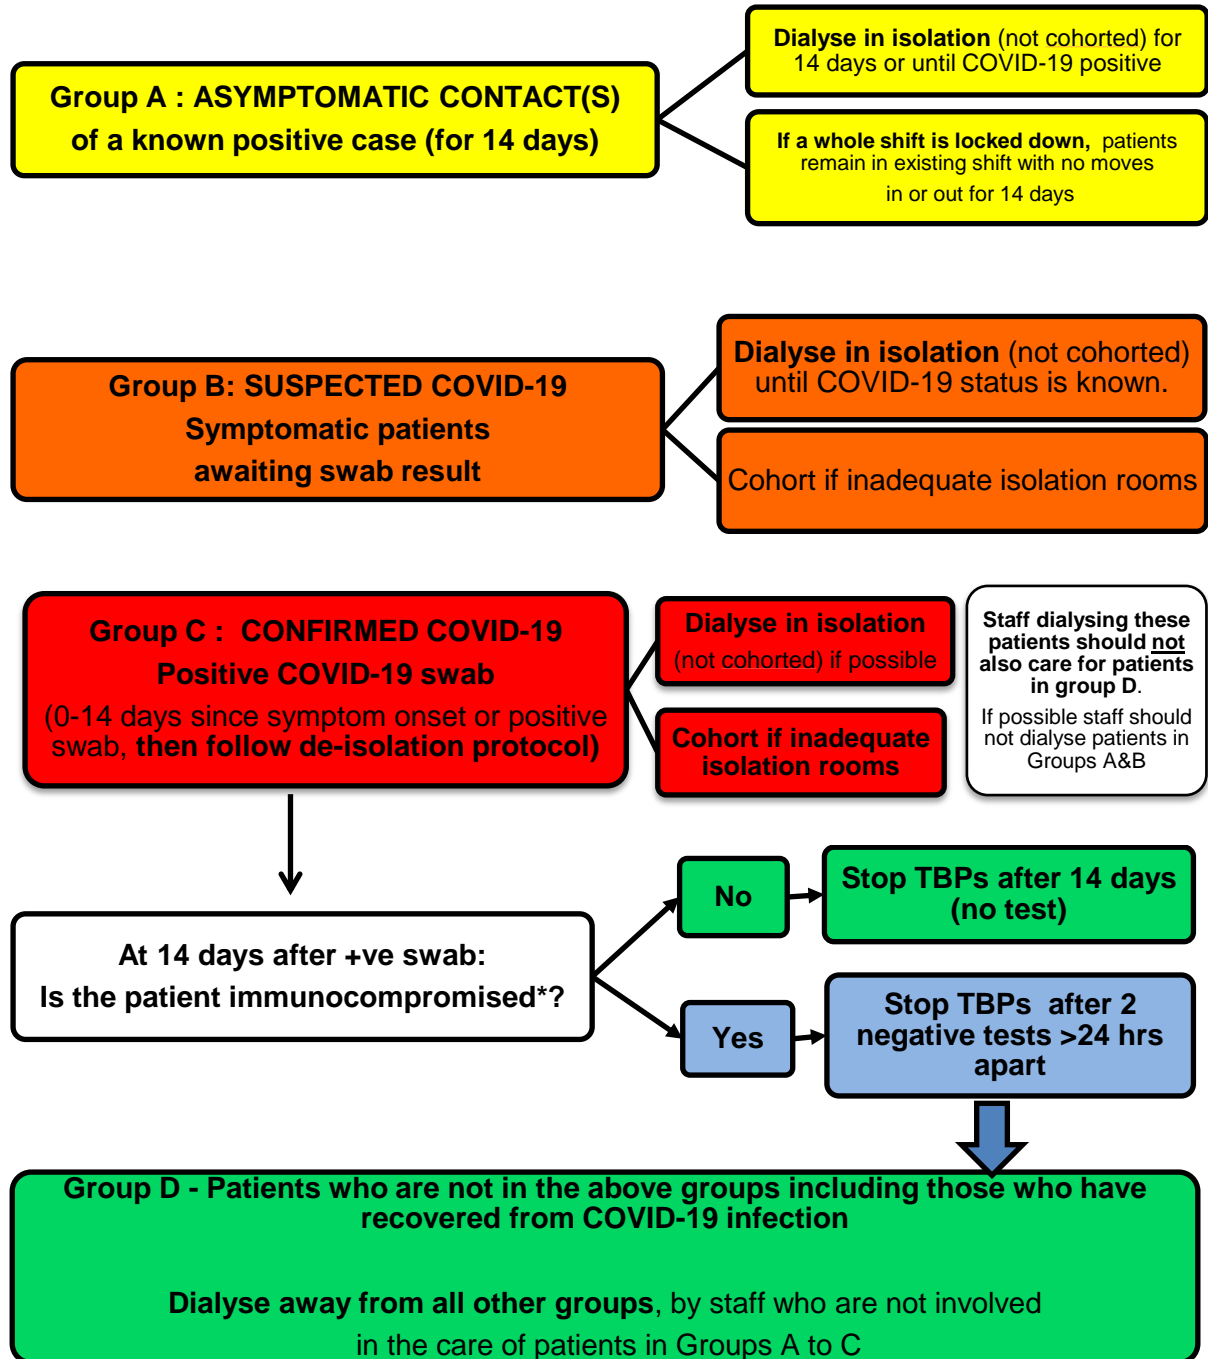 Group A : ASYMPTOMATIC CONTACT(S)
of a known positive case (for 14 days)
Dialyse in isolation (not cohorted) for
14 days or until COVID-19 positive
If a whole shift is locked down, patients
remain in existing shift with no moves
in or out for 14 days
Group B: SUSPECTED COVID-19
Symptomatic patients
awaiting swab result
Dialyse in isolation (not cohorted)
until COVID-19 status is known.
Cohort if inadequate isolation rooms
Group C : CONFIRMED COVID-19
Positive COVID-19 swab
(0-14 days since symptom onset or positive
swab, then follow de-isolation protocol)
Dialyse in isolation
(not cohorted) if possible
Cohort if inadequate
isolation rooms
Staff dialysing these
patients should not
also care for patients
in group D.
If possible staff should
not dialyse patients in
Groups A&B
At 14 days after +ve swab:
Is the patient immunocompromised*?
No
Stop TBPs after 14 days
(no test)
Yes
Stop TBPs after 2
negative tests >24 hrs
apart
Group D - Patients who are not in the above groups including those who have
recovered from COVID-19 infection
Dialyse away from all other groups, by staff who are not involved
in the care of patients in Groups A to C